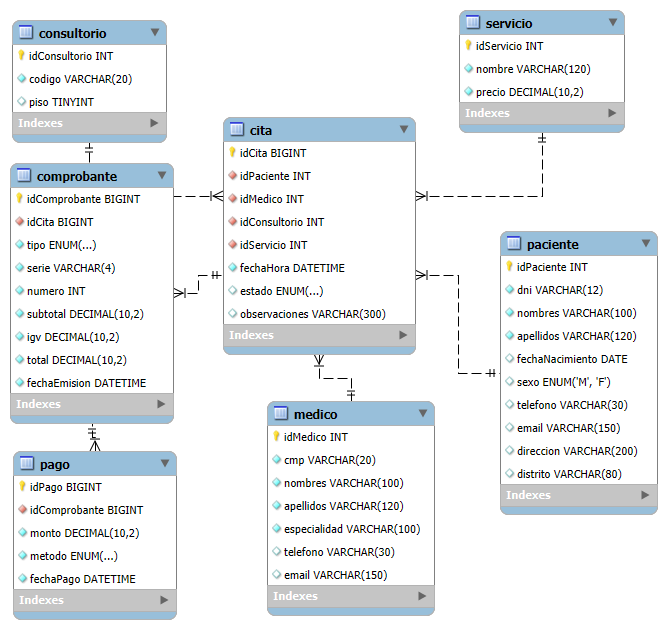 consultorio
idConsultorio INT
codigo VARCHAR(20)
piso TINYINT
Indexes
servicio
idServicio INT
nombre VARCHAR(120)
precio DECIMAL(10,2)
Indexes
cita
idCita BIGINT
idPaciente INT
idMedico INT
idConsultorio INT
idServicio INT
fechaHora DATETIME
estado ENUM(...)
observaciones VARCHAR(300)
Indexes
comprobante
idComprobante BIGINT
idCita BIGINT
tipo ENUM(...)
serie VARCHAR(4)
numero INT
subtotal DECIMAL(10,2)
igv DECIMAL(10,2)
total DECIMAL(10,2)
fechaEmision DATETIME
Indexes
paciente
idPaciente INT
dni VARCHAR(12)
nombres VARCHAR(100)
apellidos VARCHAR(120)
fechaNacimiento DATE
sexo ENUM('M', 'F')
telefono VARCHAR(30)
email VARCHAR(150)
direccion VARCHAR(200)
distrito VARCHAR(80)
Indexes
medico
idMedico INT
cmp VARCHAR(20)
nombres VARCHAR(100)
apellidos VARCHAR(120)
especialidad VARCHAR(100)
telefono VARCHAR(30)
email VARCHAR(150)
Indexes
pago
idPago BIGINT
idComprobante BIGINT
monto DECIMAL(10,2)
metodo ENUM(...)
fechaPago DATETIME
Indexes